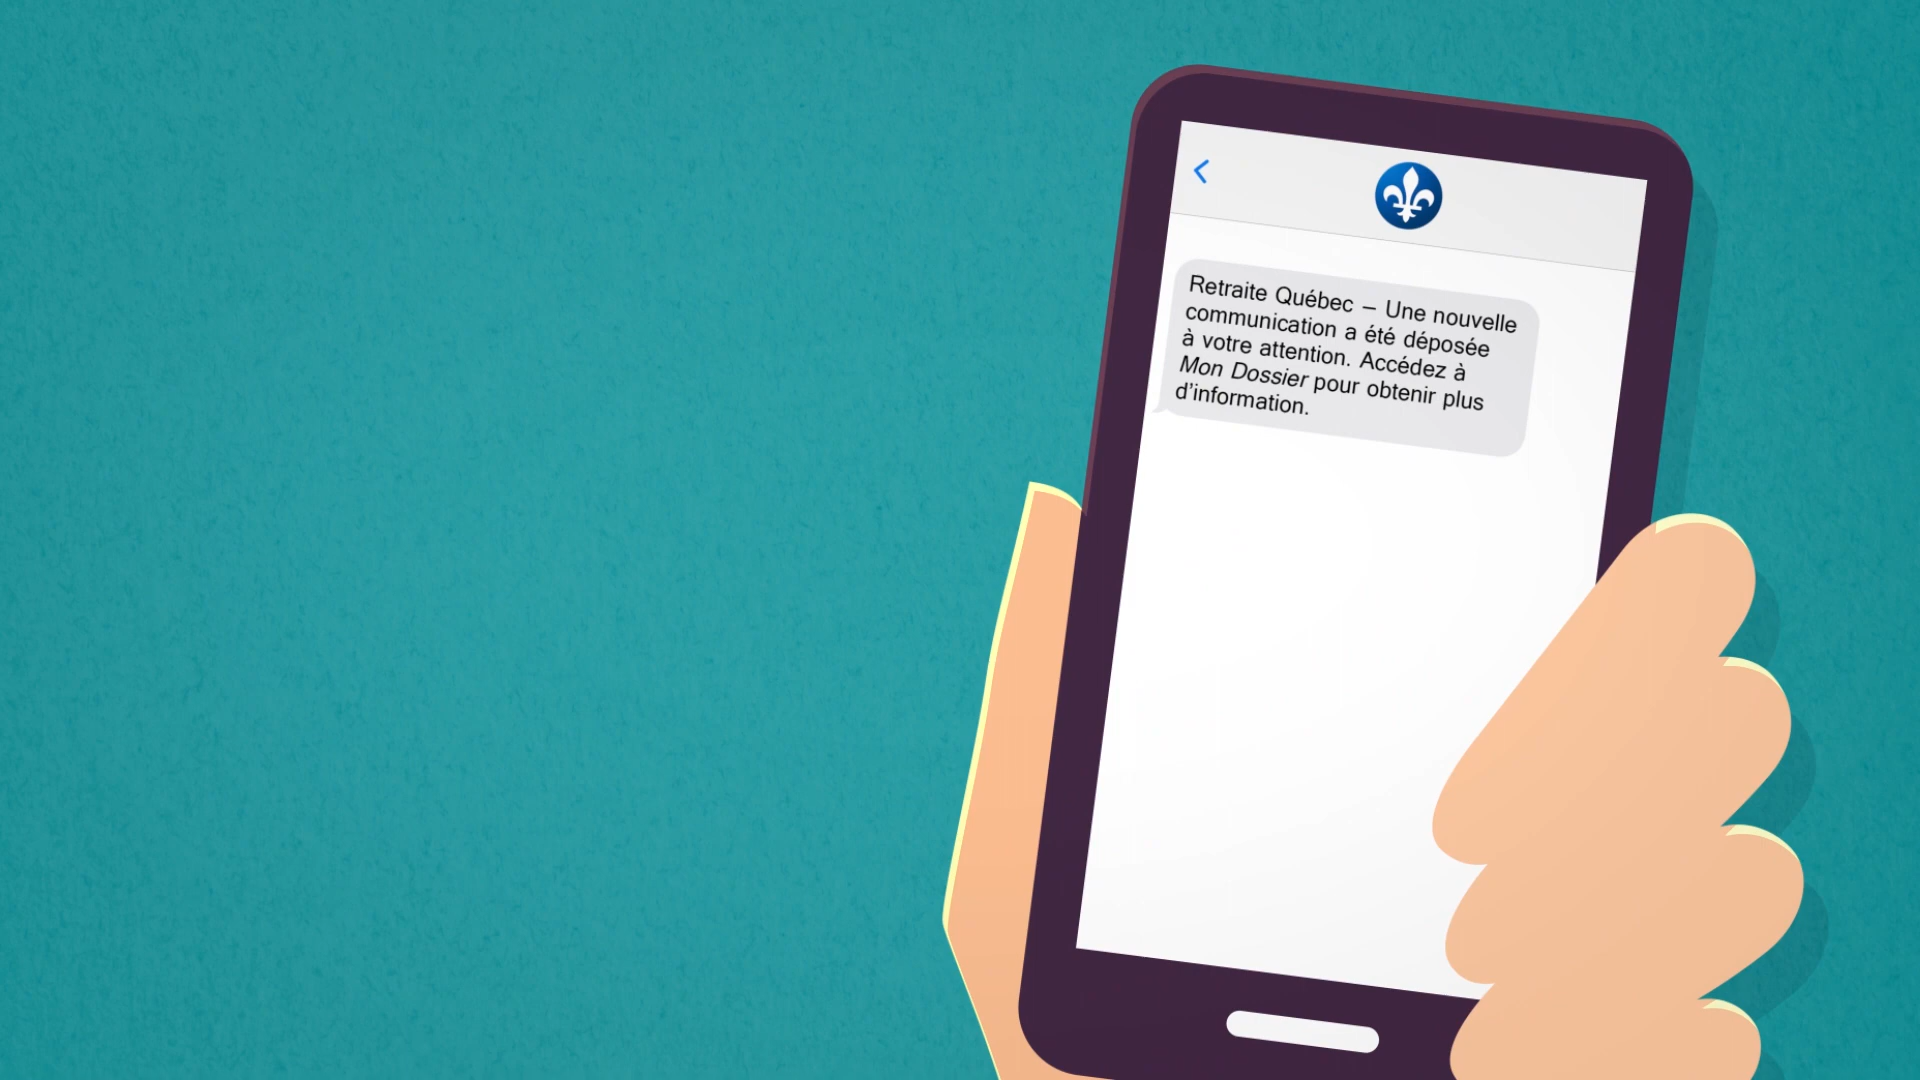 Retraite Québec – Une nouvelle
communication a été déposée
à votre attention. Accédez à
Mon Dossier pour obtenir plus
d’information.